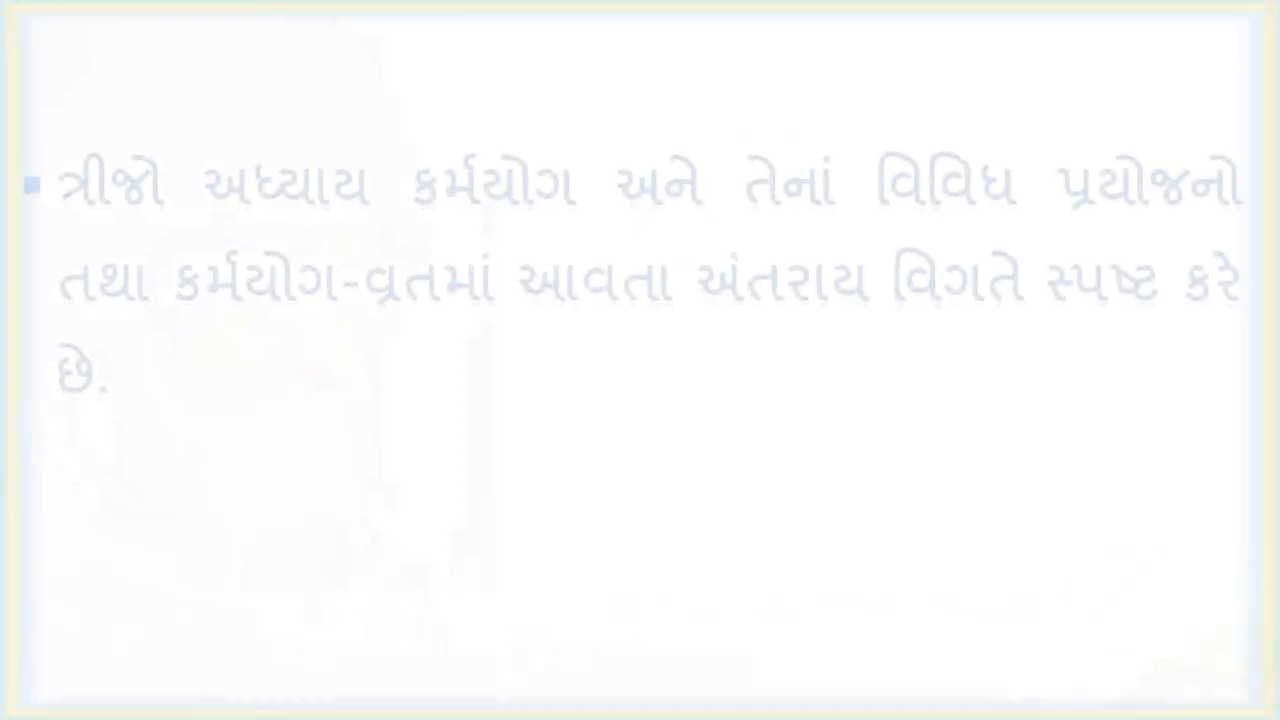 ▪ ત્રીજો અધ્યાય કર્મયોગ અને તેનાં વિવિધ પ્રયોજનો
તથા કર્મયોગ-વ્રતમાં આવતા અંતરાય વિગતે સ્પષ્ટ કરે
છે.